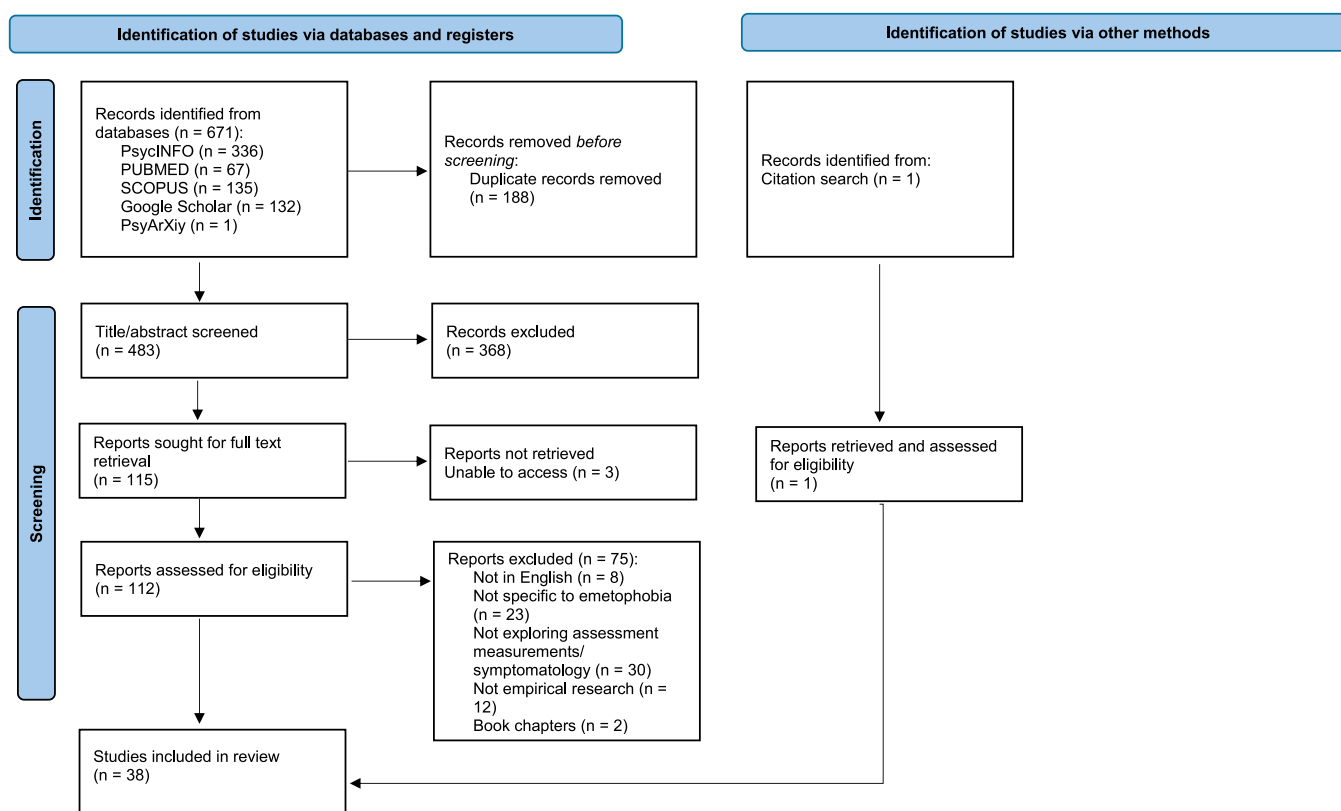 Identification of studies via databases and registers
Identification of studies via other methods
Identification
Records identified from
databases (n = 671):
PsycINFO (n = 336)
PUBMED (n = 67)
SCOPUS (n = 135)
Google Scholar (n = 132)
PsyArXiy (n = 1)
Records removed before
screening:
Duplicate records removed
(n = 188)
Records identified from:
Citation search (n = 1)
Screening
Title/abstract screened
(n = 483)
Records excluded
(n = 368)
Reports sought for full text
retrieval
(n = 115)
Reports not retrieved
Unable to access (n = 3)
Reports retrieved and assessed
for eligibility
(n = 1)
Reports assessed for eligibility
(n = 112)
Reports excluded (n = 75):
Not in English (n = 8)
Not specific to emetophobia
(n = 23)
Not exploring assessment
measurements/
symptomatology (n = 30)
Not empirical research (n =
12)
Book chapters (n = 2)
Studies included in review
(n = 38)